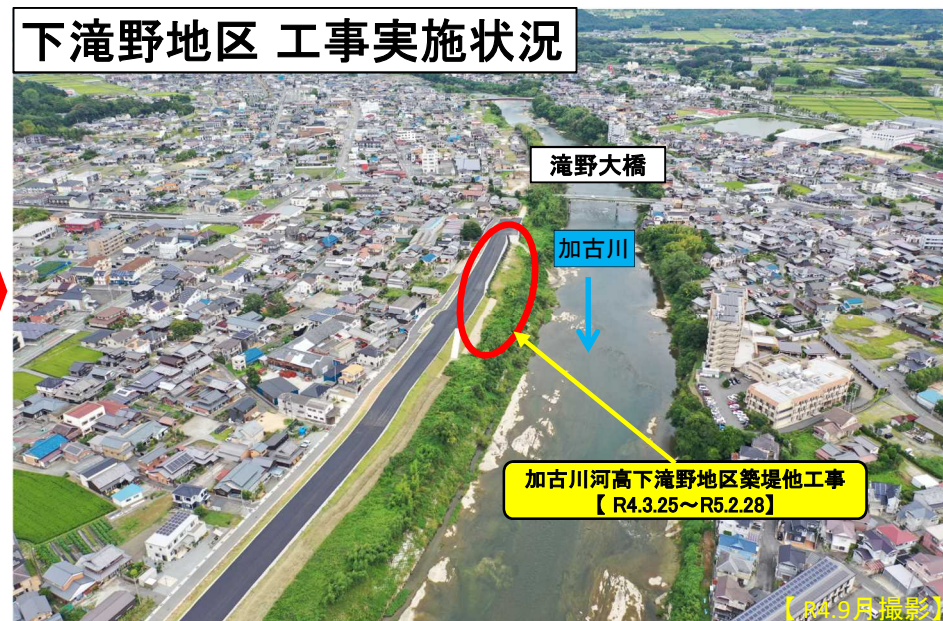 下滝野地区 工事実施状況
滝野大橋
加古川
加古川河高下滝野地区築堤他工事
【 R4.3.25～R5.2.28】
【 R4.9月撮影】